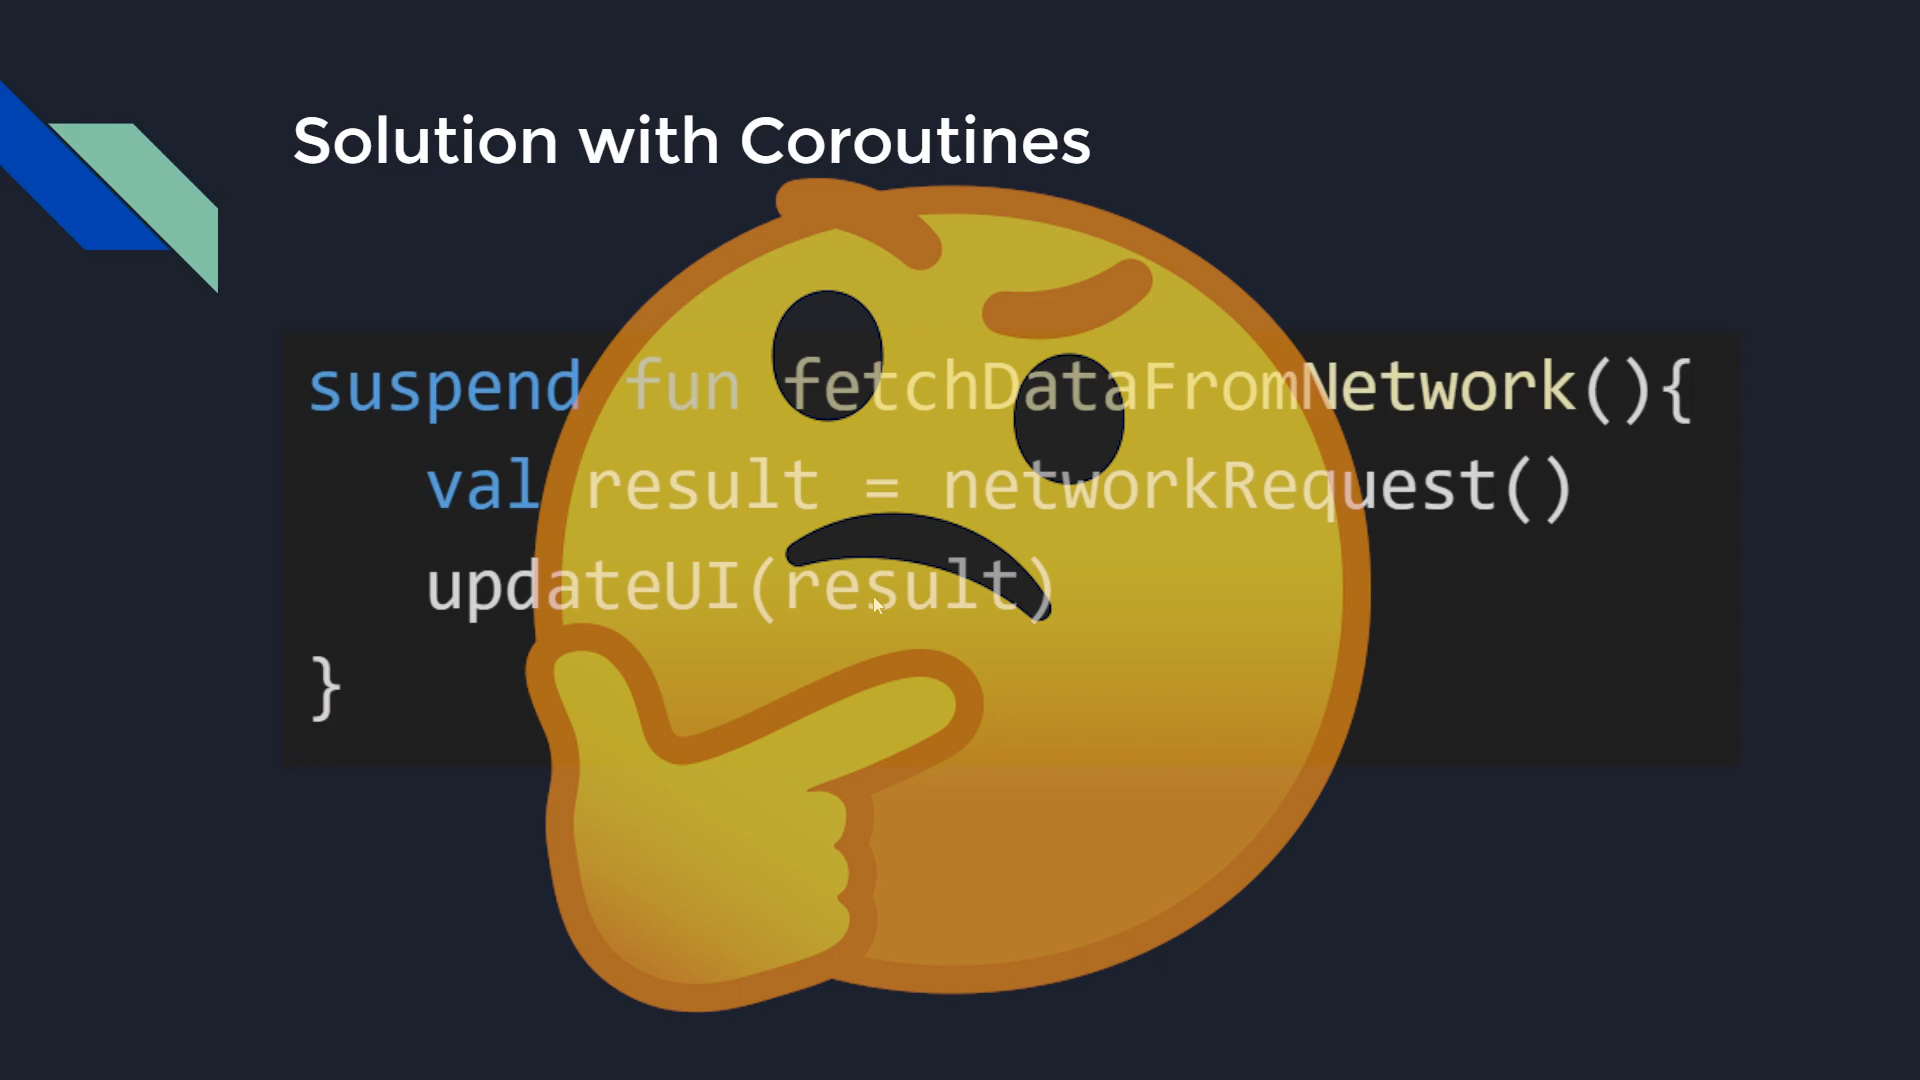 Solution with Coroutines
suspend fun fetchDataFromNetwork(){
val result = networkRequest()
updateUI(result)
}